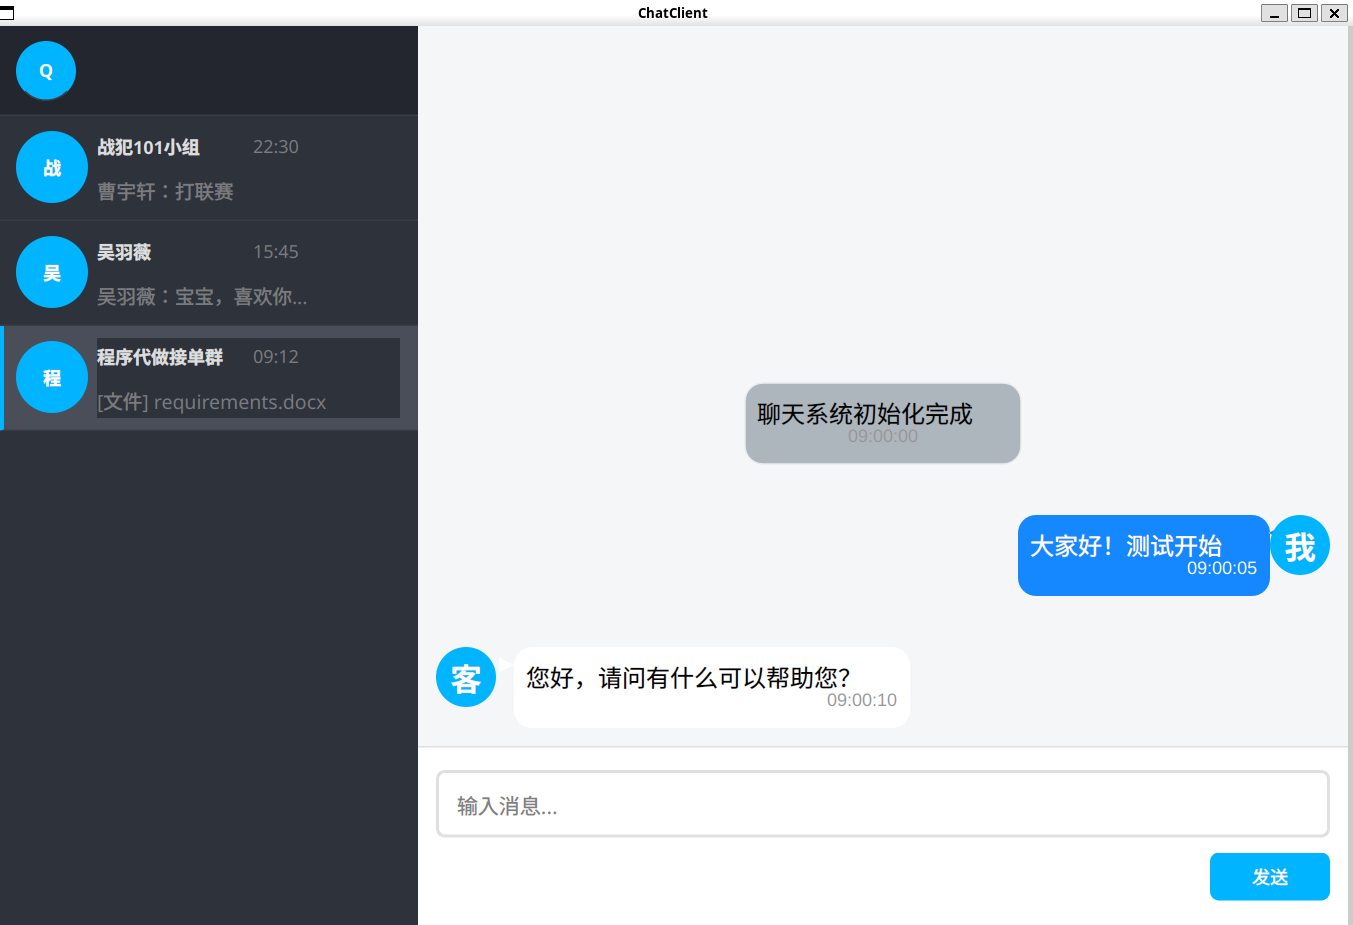 ChatClient
Q
战
战犯101小组 22:30
曹宇轩：打联赛
吴
吴羽薇 15:45
吴羽薇：宝宝，喜欢你...
程
程序代做接单群 09:12
[文件] requirements.docx
聊天系统初始化完成
09:00:00
大家好！测试开始
09:00:05
我
客
您好，请问有什么可以帮助您？
09:00:10
输入消息...
发送